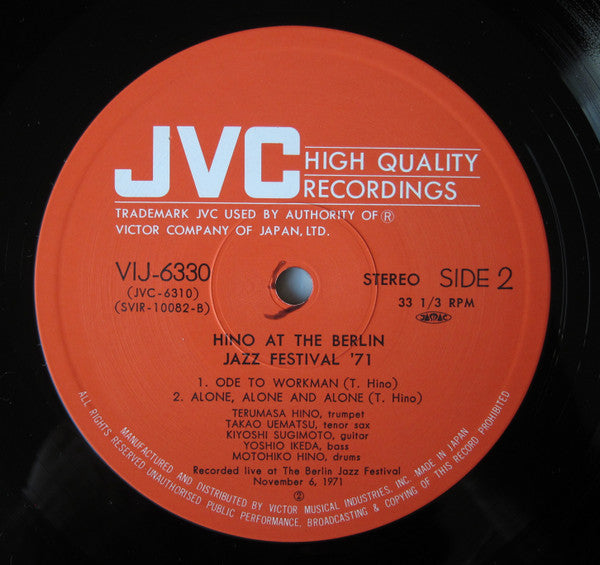 JVC HIGH QUALITY
RECORDINGS
TRADEMARK JVC USED BY AUTHORITY OF Ⓡ
VICTOR COMPANY OF JAPAN, LTD.
VIJ-6330
(JVC-6310)
(SVIR-10082-B)
STEREO SIDE 2
33 1/3 RPM
JASRAC
HINO AT THE BERLIN
JAZZ FESTIVAL '71
1. ODE TO WORKMAN (T. Hino)
2. ALONE, ALONE AND ALONE (T. Hino)
TERUMASA HINO, trumpet
TAKAO UEMATSU, tenor sax
KIYOSHI SUGIMOTO, guitar
YOSHIO IKEDA, bass
MOTOHIKO HINO, drums
Recorded live at The Berlin Jazz Festival
November 6, 1971
②
MANUFACTURED AND DISTRIBUTED BY VICTOR MUSICAL INDUSTRIES, INC. MADE IN JAPAN
ALL RIGHTS RESERVED UNAUTHORISED PUBLIC PERFORMANCE, BROADCASTING & COPYING OF THIS RECORD PROHIBITED